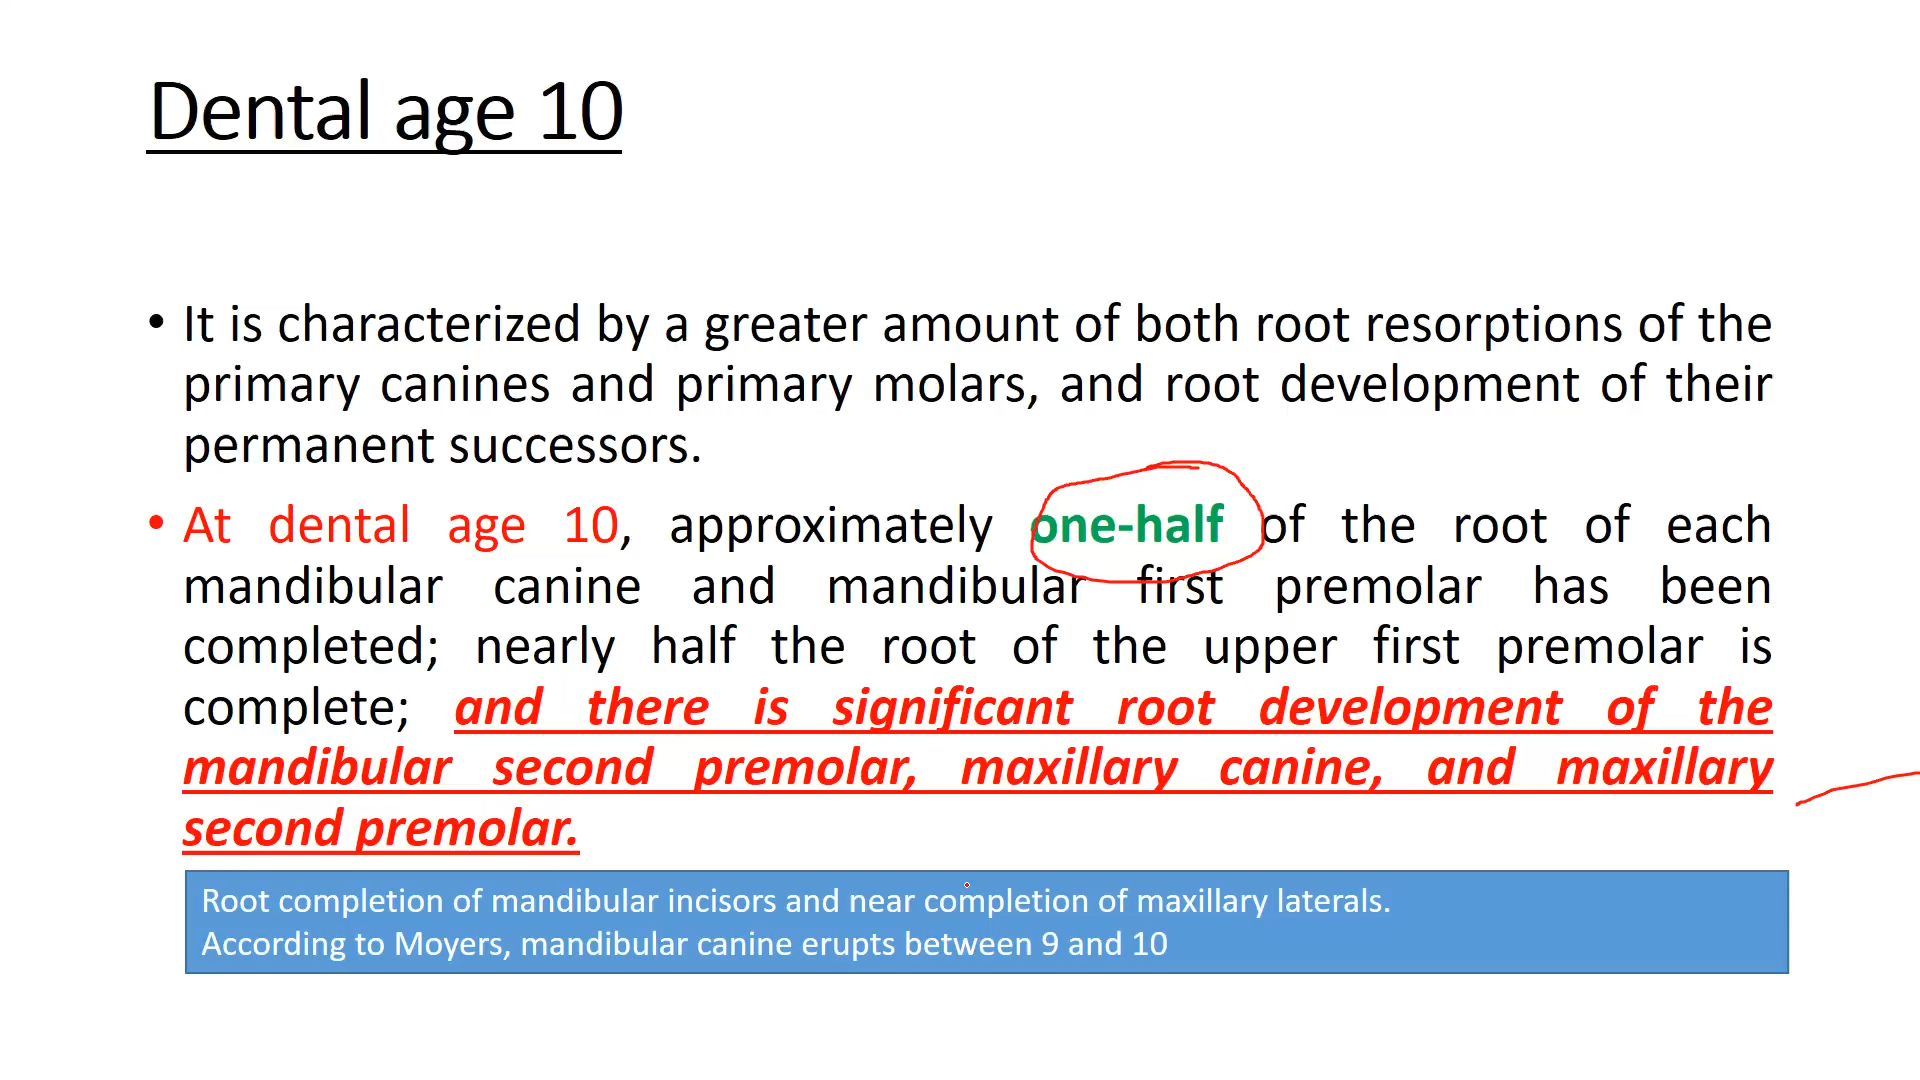 Dental age 10
• It is characterized by a greater amount of both root resorptions of the
primary canines and primary molars, and root development of their
permanent successors.
• At dental age 10, approximately one-half of the root of each
mandibular canine and mandibular first premolar has been
completed; nearly half the root of the upper first premolar is
complete; and there is significant root development of the
mandibular second premolar, maxillary canine, and maxillary
second premolar.
Root completion of mandibular incisors and near completion of maxillary laterals.
According to Moyers, mandibular canine erupts between 9 and 10